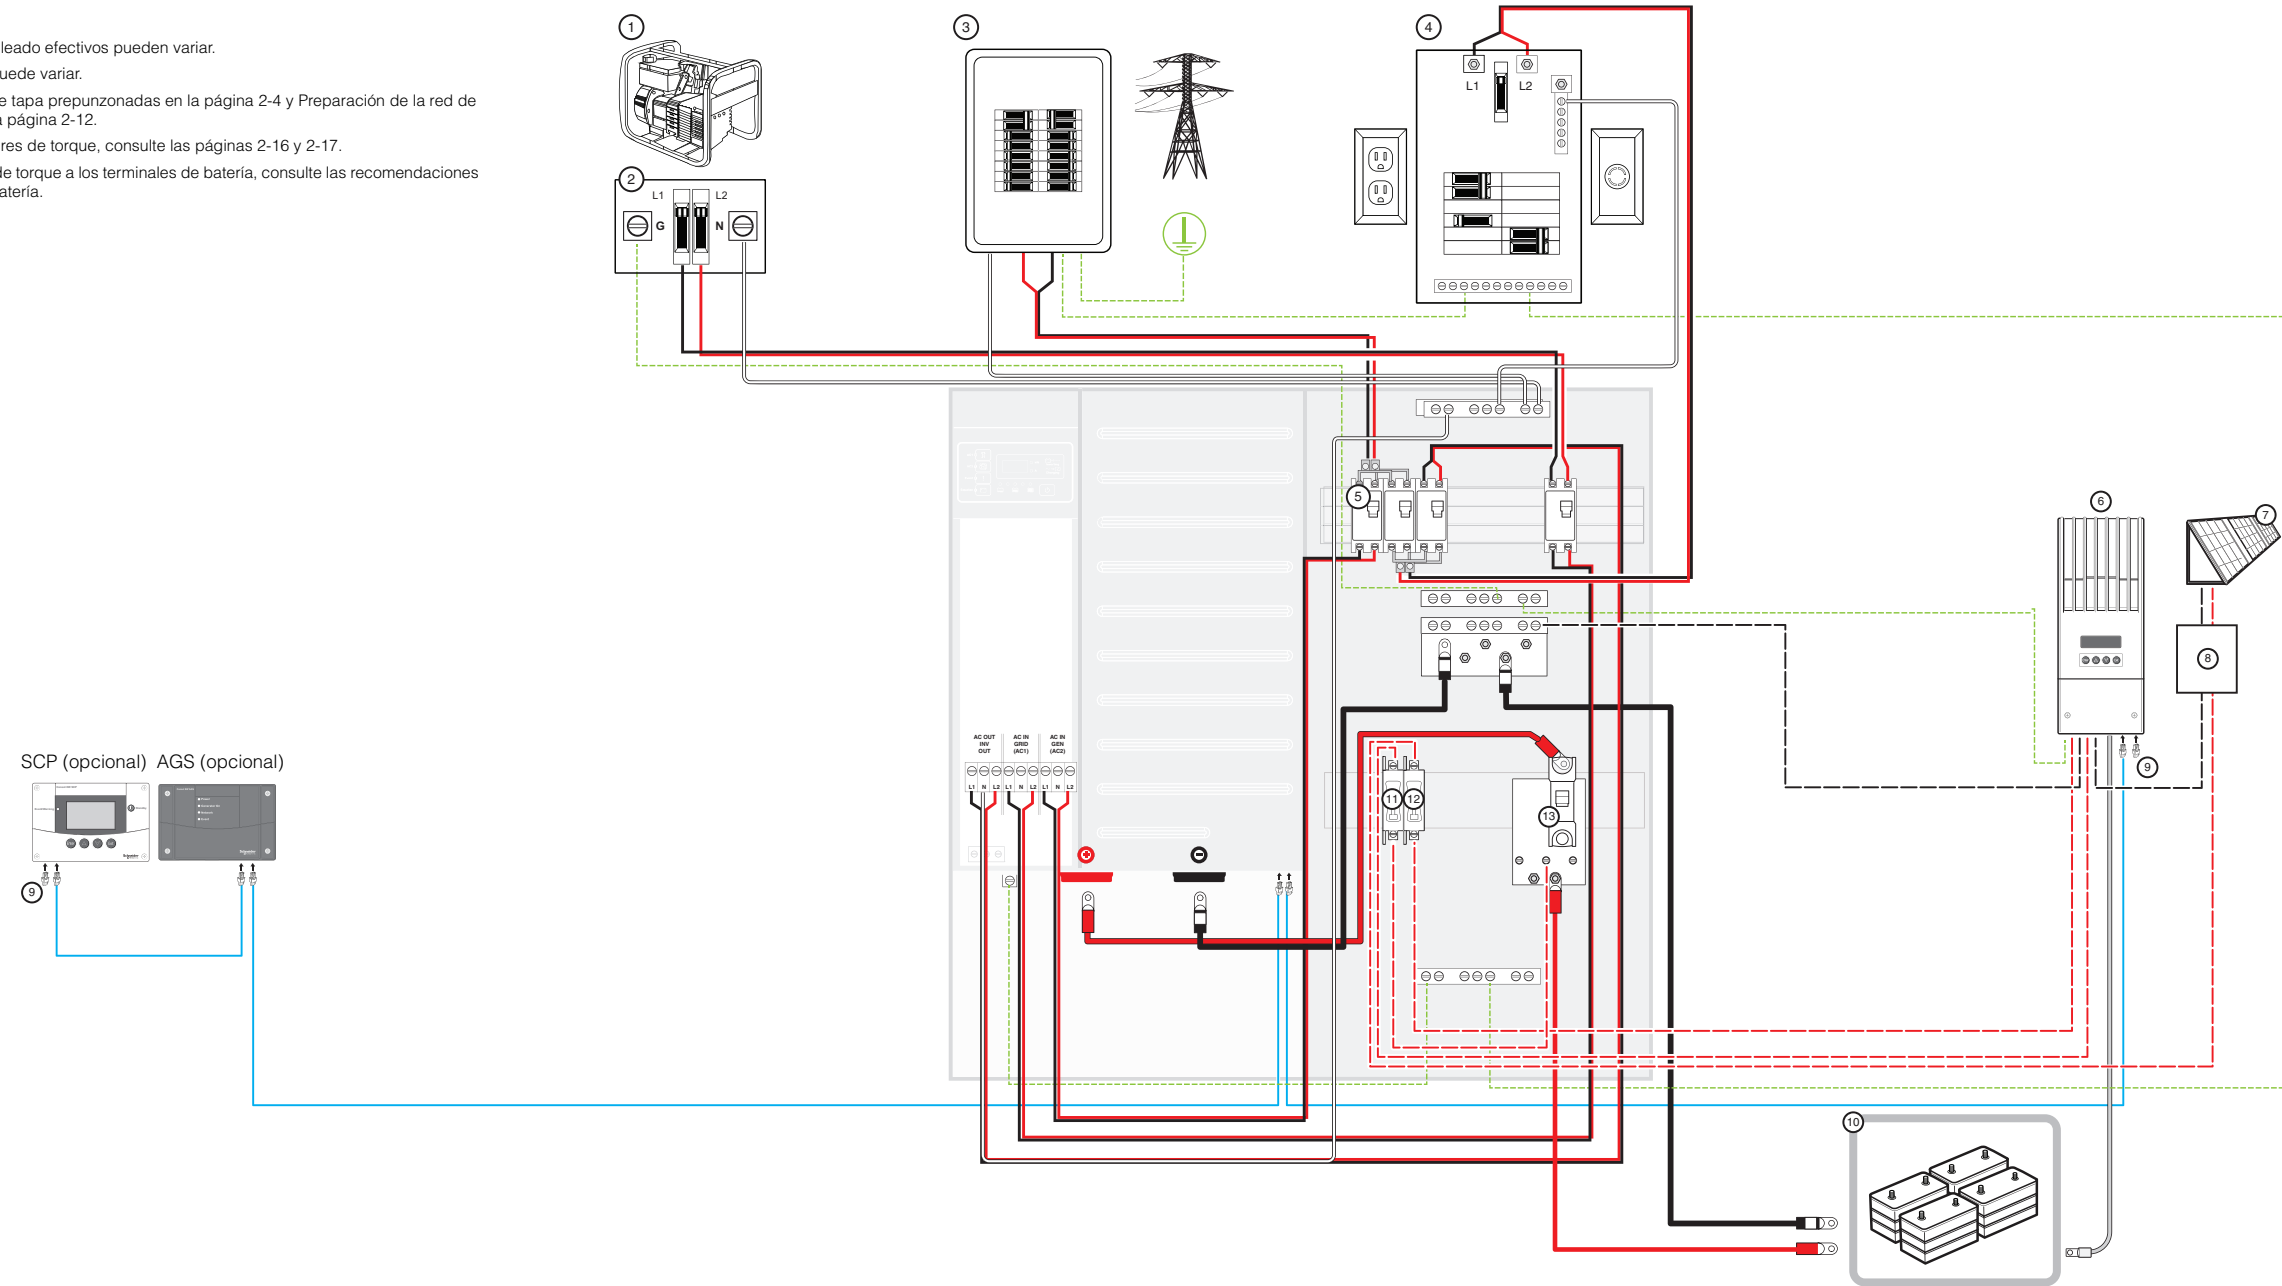 leado efectivos pueden variar.
uede variar.
e tapa prepunzonadas en la página 2-4 y Preparación de la red de
a página 2-12.
res de torque, consulte las páginas 2-16 y 2-17.
de torque a los terminales de batería, consulte las recomendaciones
atería.
1
2
L1
L2
G
N
3
4
L1
L2
5
6
7
8
9
SCP (opcional)
AGS (opcional)
9
AC OUT
INV
OUT
AC IN
GRID
(AC1)
AC IN
GEN
(AC2)
L1 N L2 L1 N L2 L1 N L2
11
12
13
10